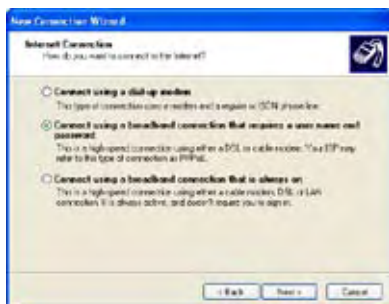 New Connection Wizard
Internet Connection
How do you want to connect to the Internet?
Connect using a dial-up modem
This type of connection uses a modem and a regular or ISDN phone line.
Connect using a broadband connection that requires a user name and
password
This is a high-speed connection using either a DSL or cable modem. Your ISP may
refer to this type of connection as PPPoE.
Connect using a broadband connection that is always on
This is a high-speed connection using either a cable modem, DSL or LAN
connection. It is always active, and doesn't require you to sign in.
< Back
Next >
Cancel